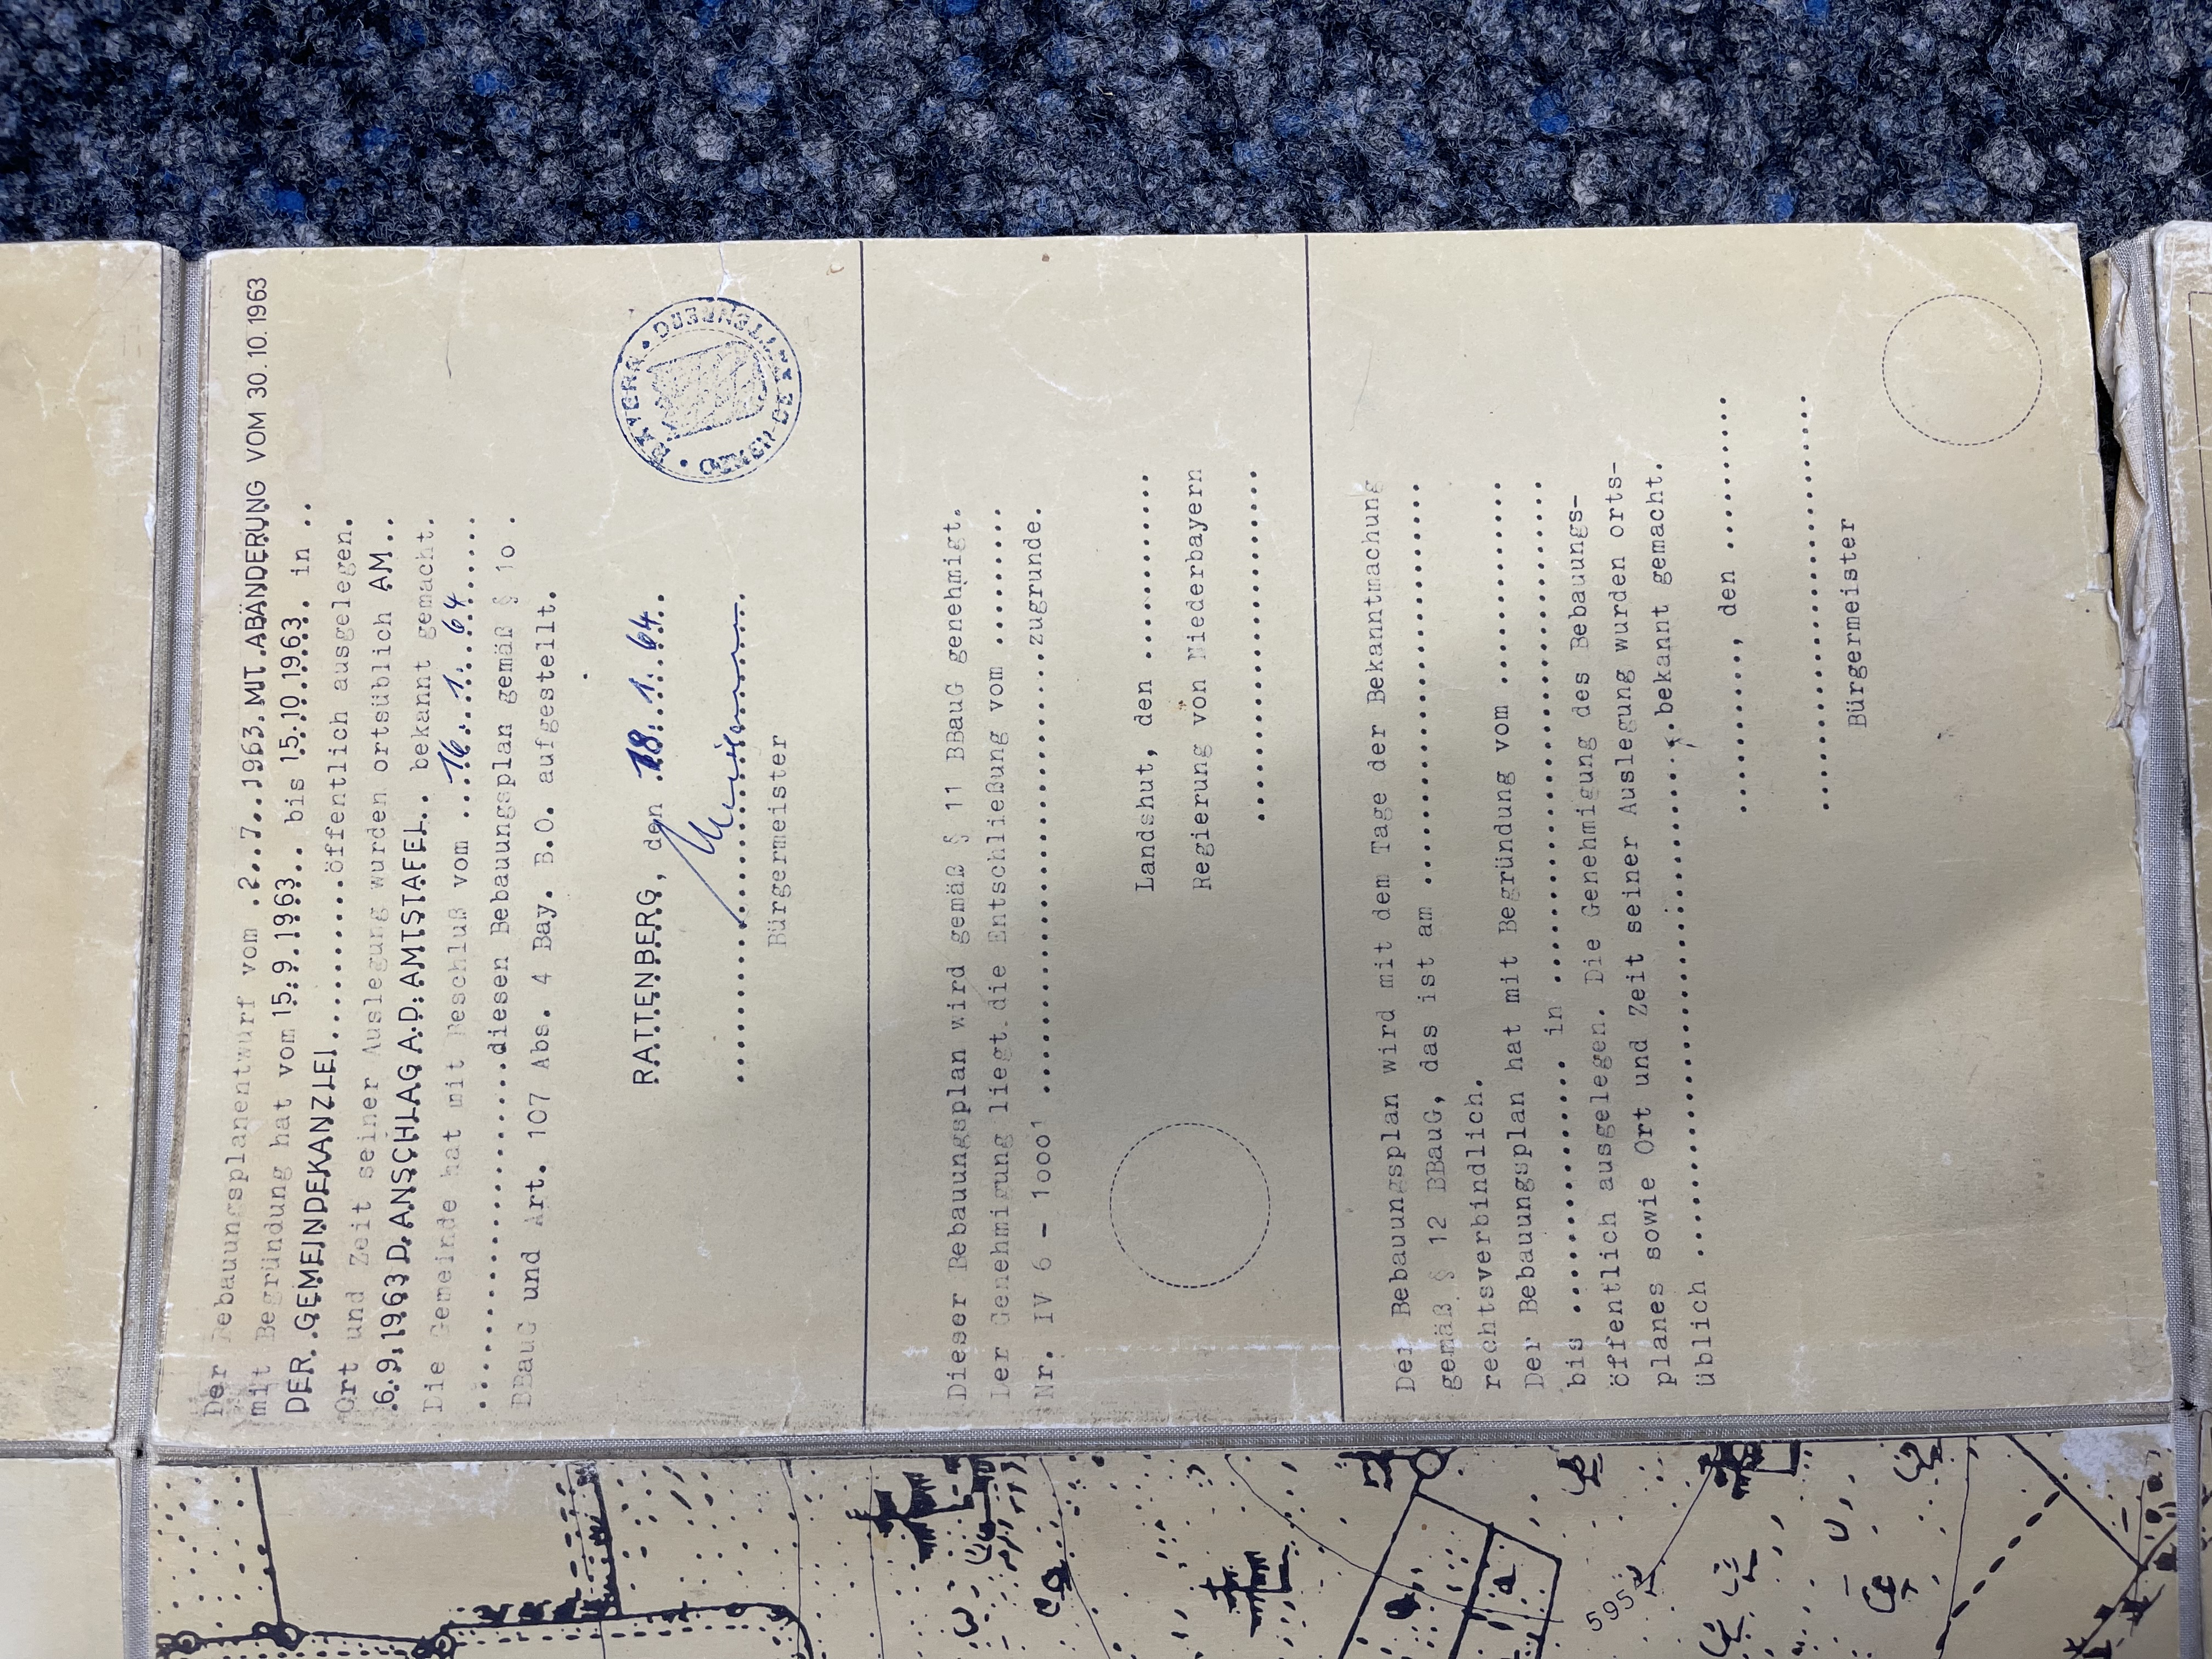 Der Bebauungsplanentwurf vom .2..7..1963. MIT ABÄNDERUNG VOM 30.10.1963
mit Begründung hat vom 15.9.1963.. bis 15.10.1963. in ..
DER GEMEINDEKANZLEI...........öffentlich ausgelegen.
Ort und Zeit seiner Auslegung wurden ortsüblich AM..
.6.9.1963 D. ANSCHLAG A.D. AMTSTAFEL.. bekannt gemacht.
Die Gemeinde hat mit Beschluß vom ...16..1..64......
..........................diesen Bebauungsplan gemäß § 1o .
BBauG und Art. 107 Abs. 4 Bay. B.O. aufgestellt.
RATTENBERG, den 18.1.64..
Bürgermeister
BAYERN • GEMEINDE RATTENBERG •
Dieser Bebauungsplan wird gemäß § 11 BBauG genehmigt.
Der Genehmigung liegt die Entschließung vom .........
Nr. IV 6 - 1ooo¹ ..............................zugrunde.
Landshut, den ..............
Regierung von Niederbayern
...........................
Der Bebauungsplan wird mit dem Tage der Bekanntmachung
gemäß § 12 BBauG, das ist am ..............................
rechtsverbindlich.
Der Bebauungsplan hat mit Begründung vom ..............
bis ................. in ..................................
öffentlich ausgelegen. Die Genehmigung des Bebauungs-
planes sowie Ort und Zeit seiner Auslegung wurden orts-
üblich ..................................bekannt gemacht.
............, den ..........
............................
Bürgermeister
595